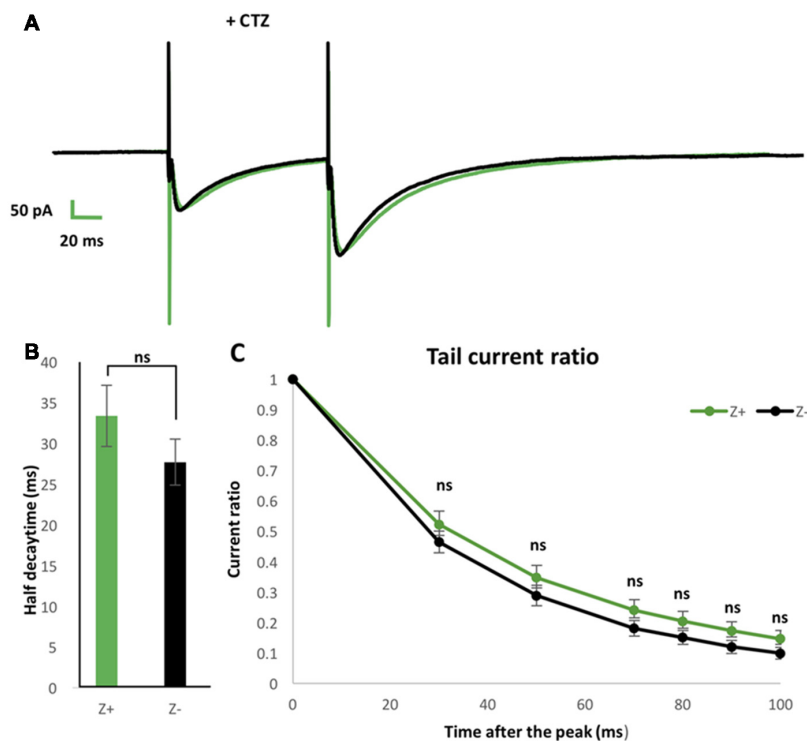 A
+ CTZ
50 pA
20 ms
B
ns
40
35
30
25
20
15
10
5
0
Half decaytime (ms)
Z+
Z-
C
Tail current ratio
1
0.9
0.8
0.7
0.6
0.5
0.4
0.3
0.2
0.1
0
Current ratio
Z+
Z-
ns
ns
ns
ns
ns
ns
0
20
40
60
80
100
Time after the peak (ms)